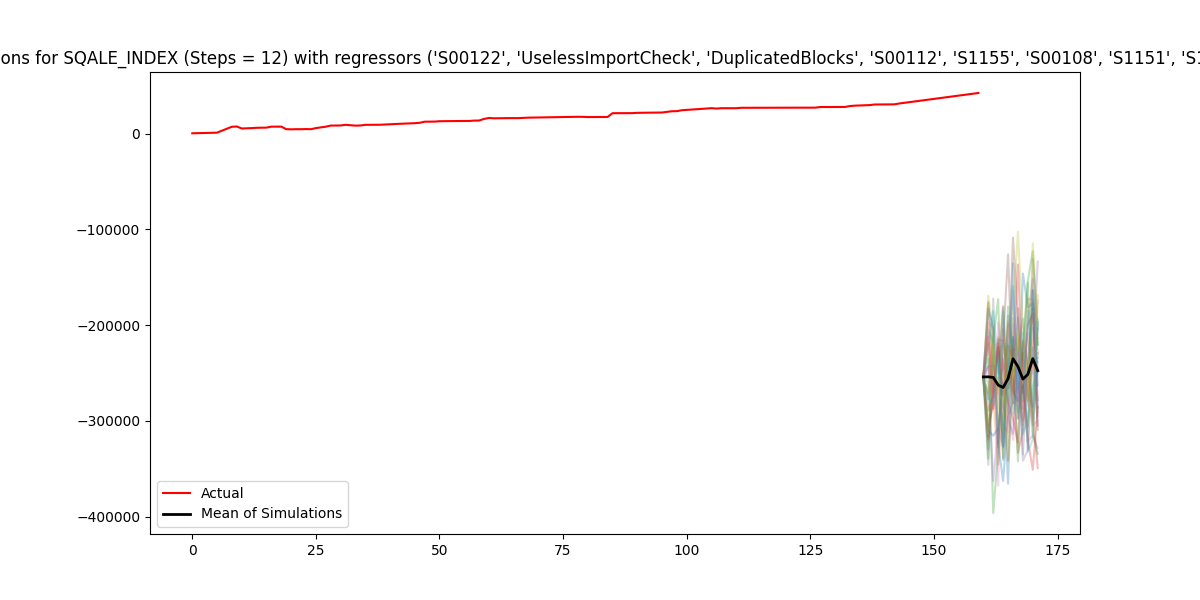 ons for SQALE_INDEX (Steps = 12) with regressors ('S00122', 'UselessImportCheck', 'DuplicatedBlocks', 'S00112', 'S1155', 'S00108', 'S1151', 'S1
0
−100000
−200000
−300000
−400000
Actual
Mean of Simulations
0 25 50 75 100 125 150 175